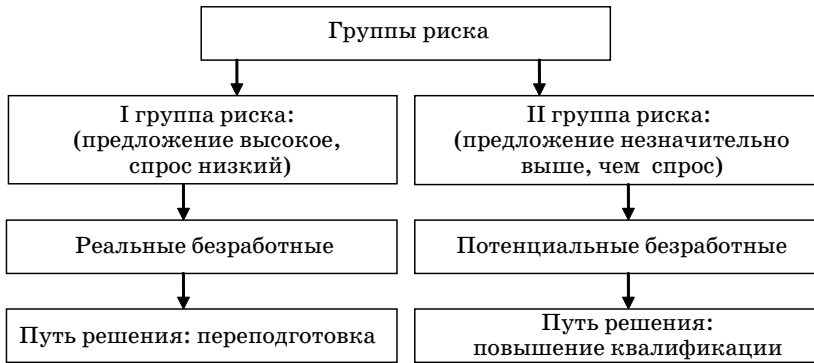 Группы риска
I группа риска:
(предложение высокое,
спрос низкий)
II группа риска:
(предложение незначительно
выше, чем спрос)
Реальные безработные
Потенциальные безработные
Путь решения: переподготовка
Путь решения:
повышение квалификации